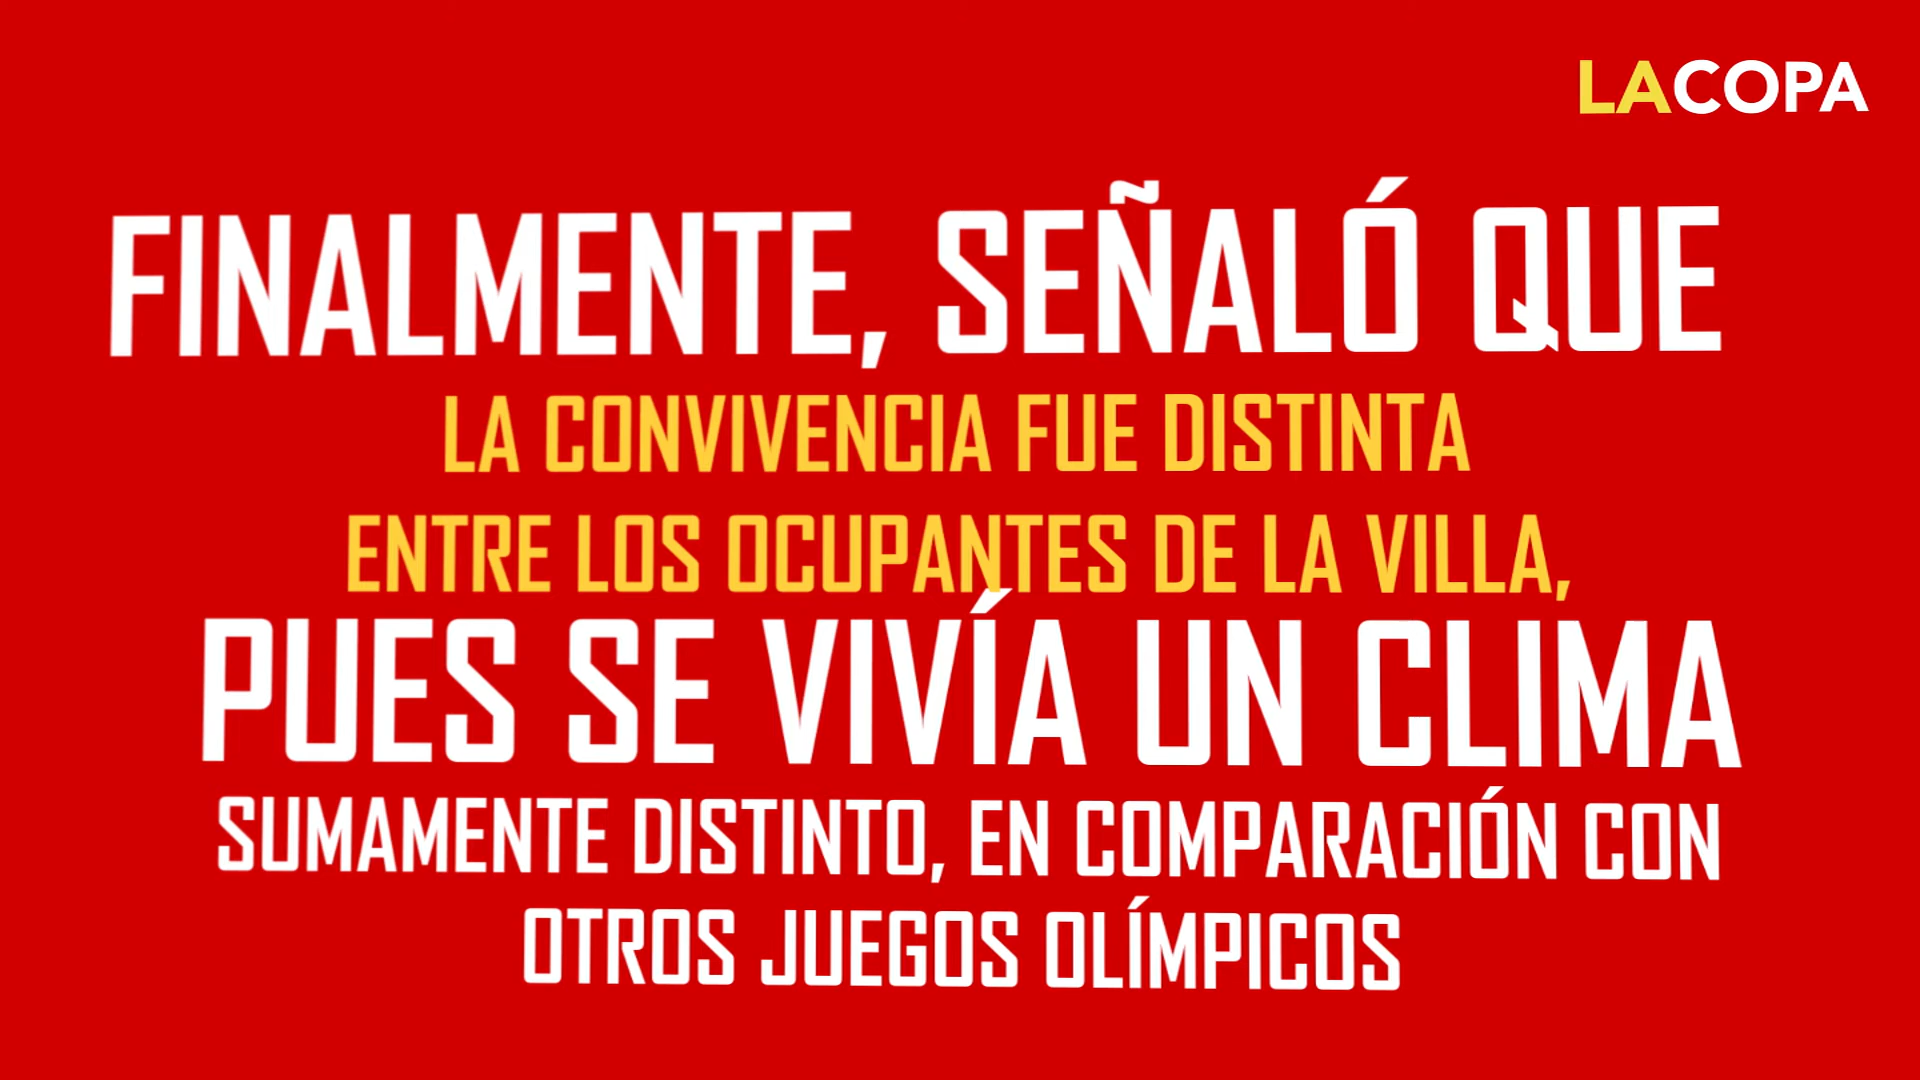 LACOPA
FINALMENTE, SEÑALÓ QUE
LA CONVIVENCIA FUE DISTINTA
ENTRE LOS OCUPANTES DE LA VILLA,
PUES SE VIVÍA UN CLIMA
SUMAMENTE DISTINTO, EN COMPARACIÓN CON
OTROS JUEGOS OLÍMPICOS